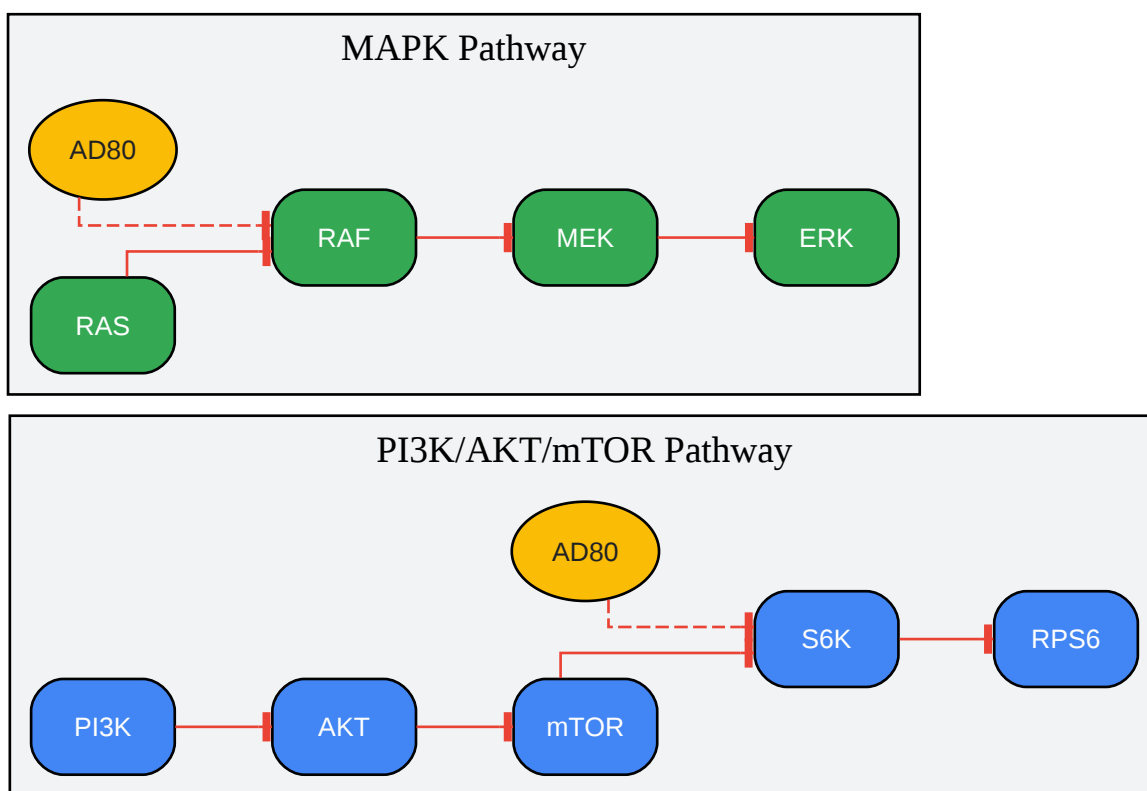 MAPK Pathway
AD80
RAF
MEK
ERK
RAS
PI3K/AKT/mTOR Pathway
AD80
S6K
RPS6
PI3K
AKT
mTOR